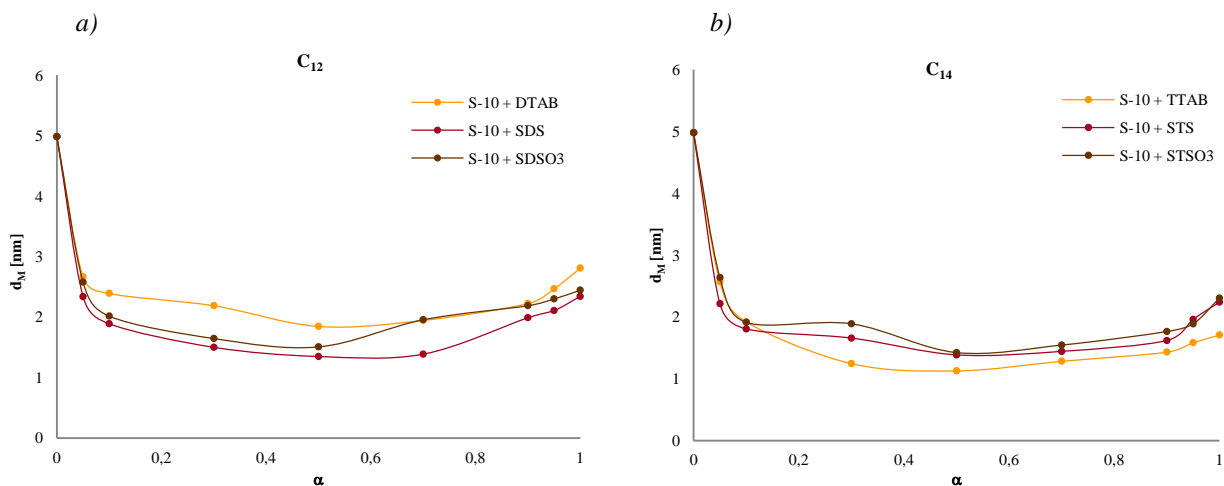 a)
C12
6
5
4
3
2
1
0
dM [nm]
S-10 + DTAB
S-10 + SDS
S-10 + SDSO3
0 0,2 0,4 0,6 0,8 1
α
b)
C14
6
5
4
3
2
1
0
dM [nm]
S-10 + TTAB
S-10 + STS
S-10 + STSO3
0 0,2 0,4 0,6 0,8 1
α